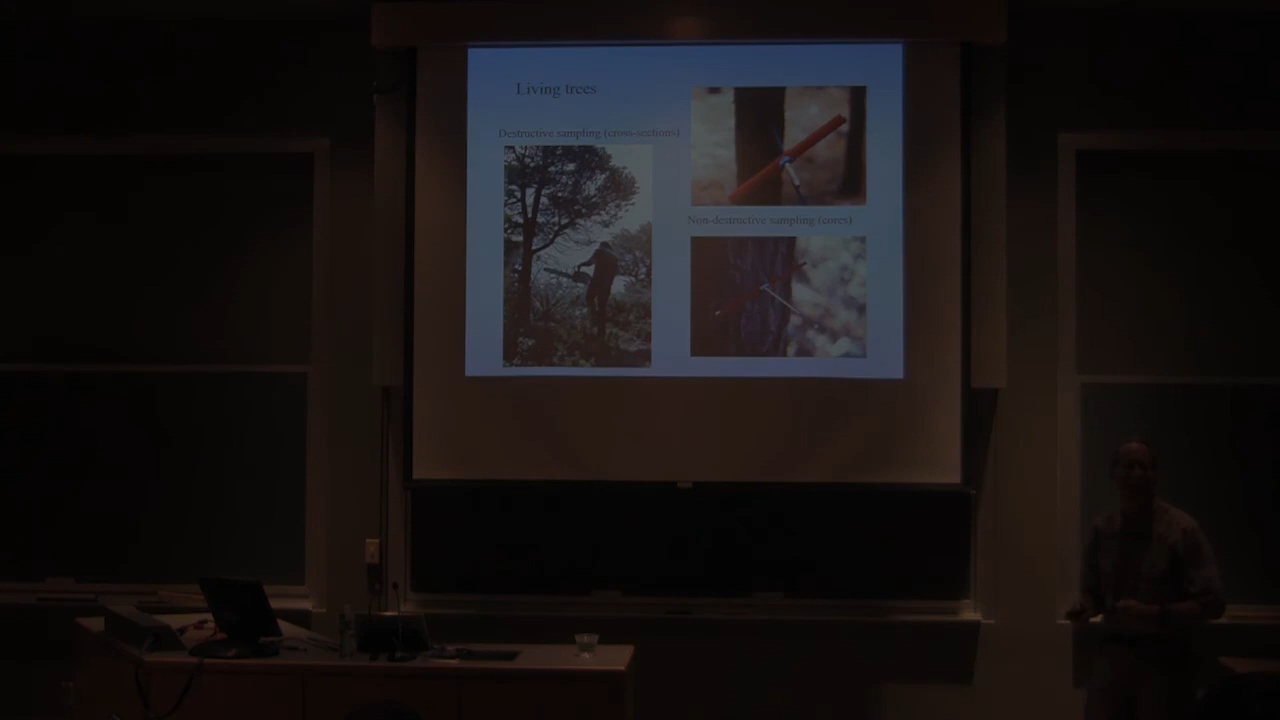 Living trees
Destructive sampling (cross-sections)
Non-destructive sampling (cores)